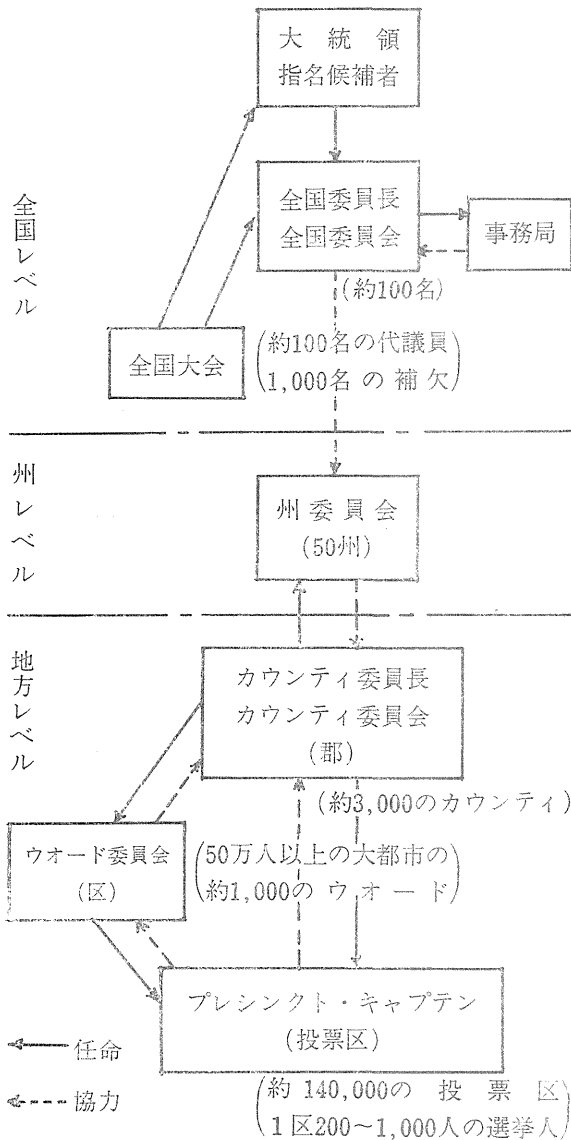 大統領
指名候補者
全国レベル
全国委員長
全国委員会
事務局
(約100名)
全国大会
(約100名の代議員
1,000名の補欠)
州レベル
州委員会
(50州)
地方レベル
カウンティ委員長
カウンティ委員会
(郡)
(約3,000のカウンティ)
ウオード委員会
(区)
(50万人以上の大都市の
約1,000のウオード)
プレシンクト・キャプテン
(投票区)
任命
協力
(約140,000の投票区
1区200~1,000人の選挙人)